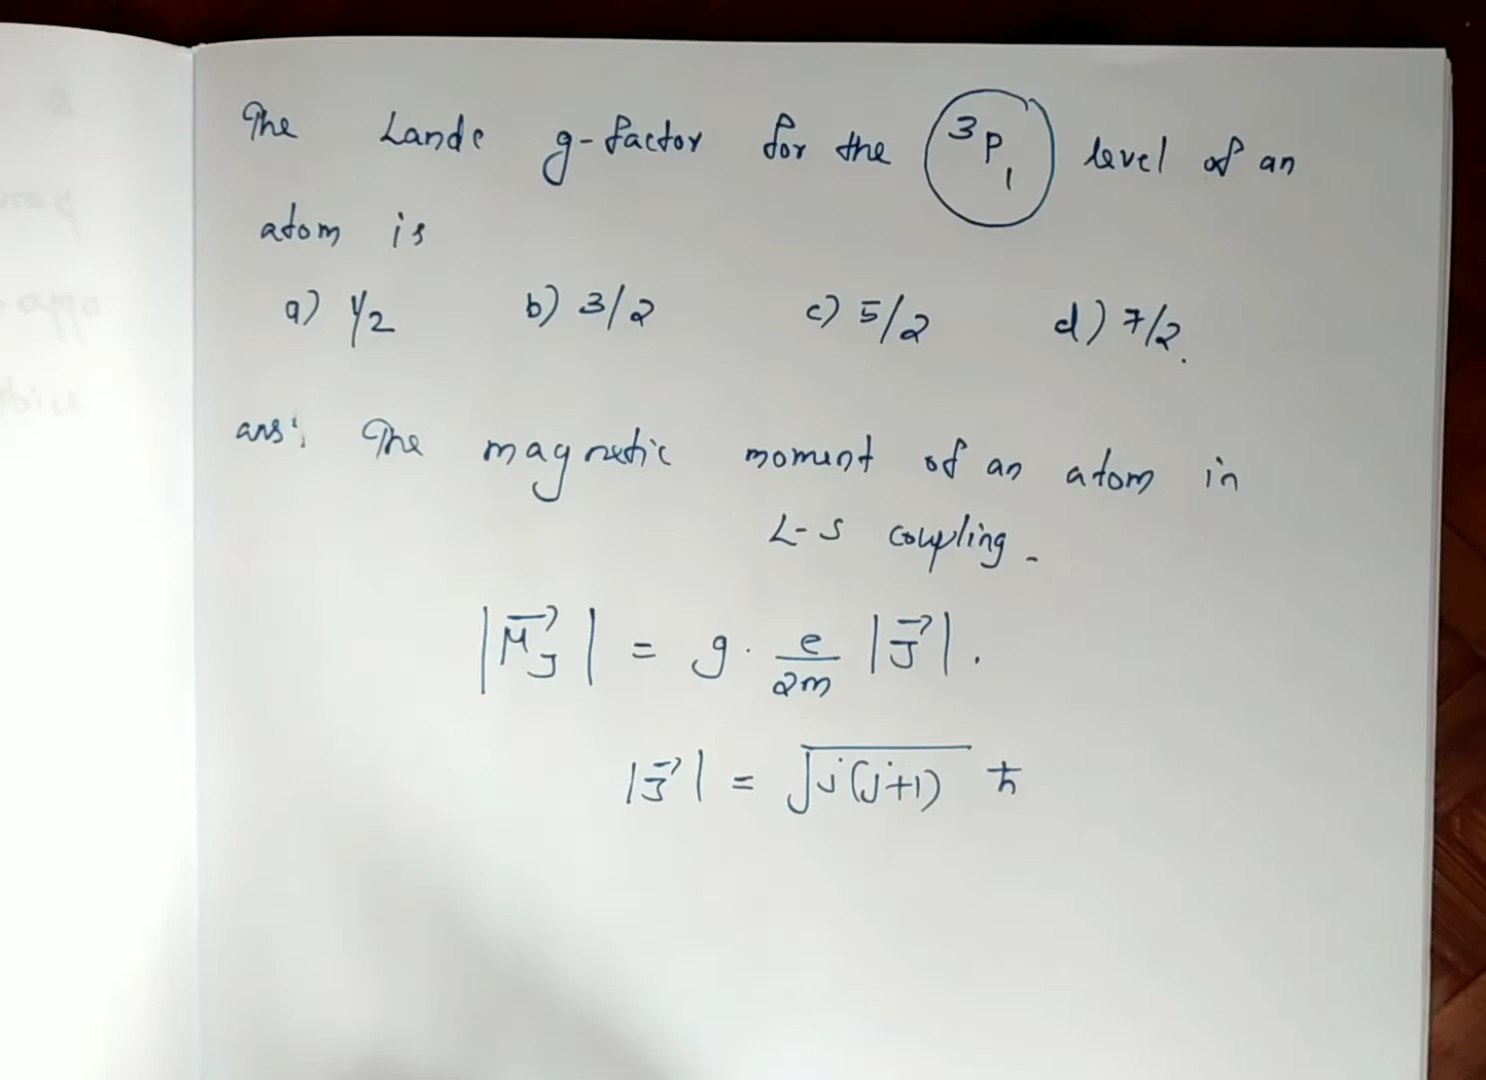 The Lande g-factor for the ³P₁ level of an
atom is
a) 1/2 b) 3/2 c) 5/2 d) 7/2.
ans: The magnetic moment of an atom in
L-S coupling.
|μ⃗_J| = g · e/2m |J⃗|.
|J⃗| = √j(j+1) ħ